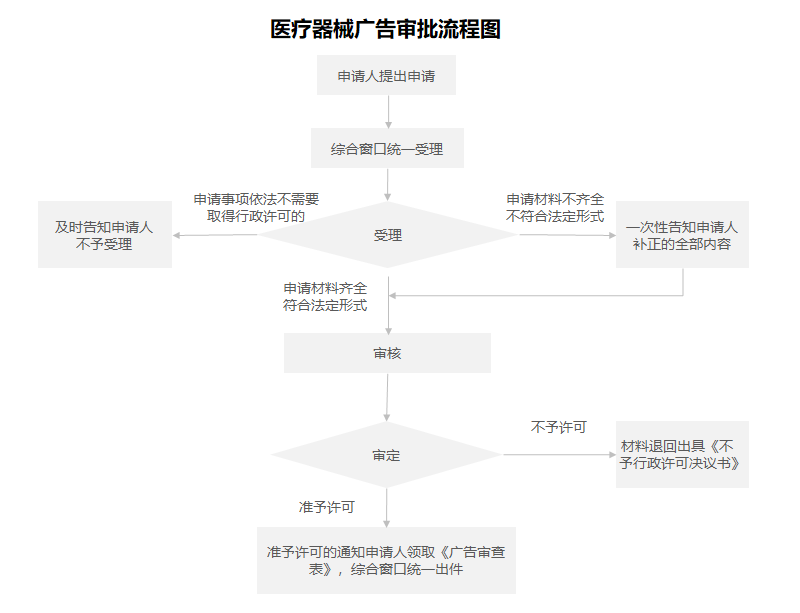 医疗器械广告审批流程图
申请人提出申请
综合窗口统一受理
申请事项依法不需要
取得行政许可的
申请材料不齐全
不符合法定形式
及时告知申请人
不予受理
受理
一次性告知申请人
补正的全部内容
申请材料齐全
符合法定形式
审核
不予许可
审定
材料退回出具《不
予行政许可决议书》
准予许可
准予许可的通知申请人领取《广告审查
表》，综合窗口统一出件